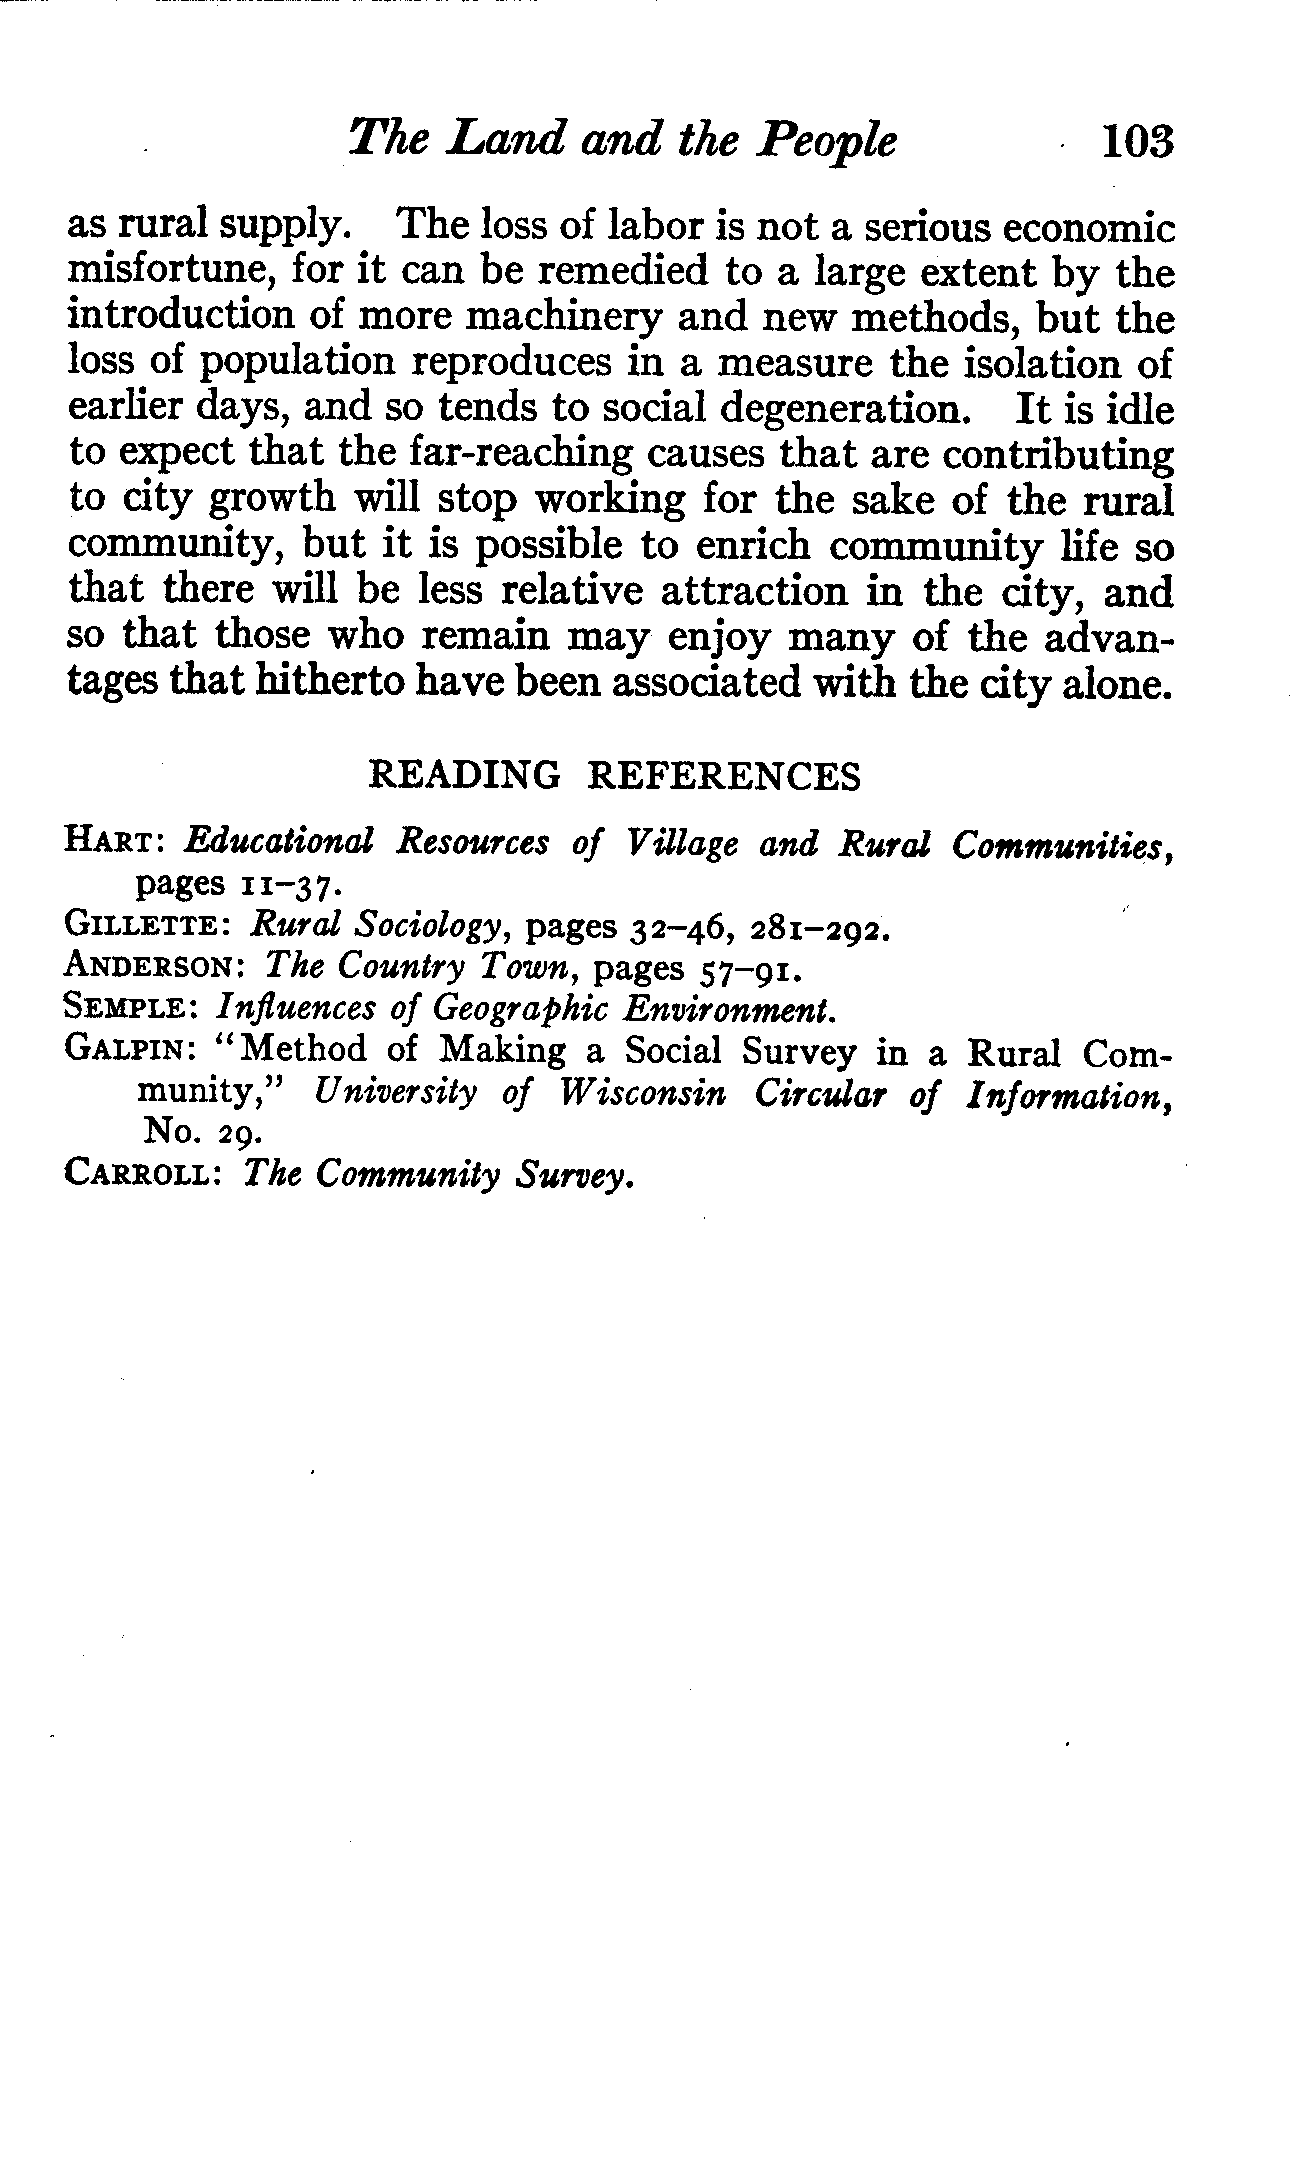 The Land and the People 103
as rural supply. The loss of labor is not a serious economic
misfortune, for it can be remedied to a large extent by the
introduction of more machinery and new methods, but the
loss of population reproduces in a measure the isolation of
earlier days, and so tends to social degeneration. It is idle
to expect that the far-reaching causes that are contributing
to city growth will stop working for the sake of the rural
community, but it is possible to enrich community life so
that there will be less relative attraction in the city, and
so that those who remain may enjoy many of the advan-
tages that hitherto have been associated with the city alone.
READING REFERENCES
HART: Educational Resources of Village and Rural Communities,
pages 11–37.
GILLETTE: Rural Sociology, pages 32–46, 281–292.
ANDERSON: The Country Town, pages 57–91.
SEMPLE: Influences of Geographic Environment.
GALPIN: "Method of Making a Social Survey in a Rural Com-
munity," University of Wisconsin Circular of Information,
No. 29.
CARROLL: The Community Survey.